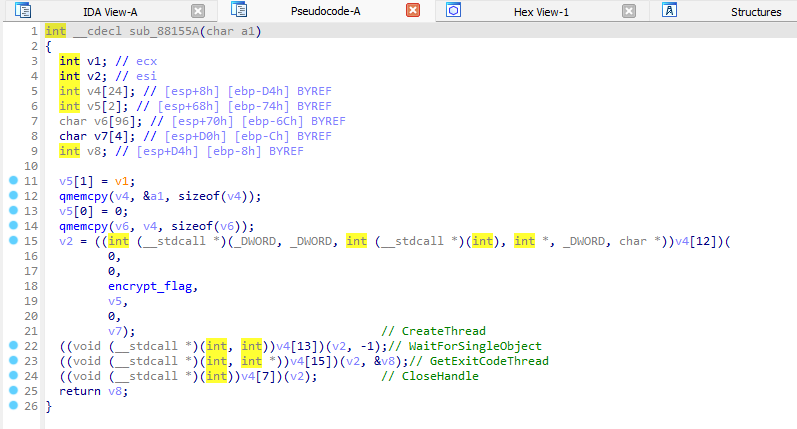 IDA View-A Pseudocode-A Hex View-1 Structures
1 int __cdecl sub_88155A(char a1)
2 {
3 int v1; // ecx
4 int v2; // esi
5 int v4[24]; // [esp+8h] [ebp-D4h] BYREF
6 int v5[2]; // [esp+68h] [ebp-74h] BYREF
7 char v6[96]; // [esp+70h] [ebp-6Ch] BYREF
8 char v7[4]; // [esp+D0h] [ebp-Ch] BYREF
9 int v8; // [esp+D4h] [ebp-8h] BYREF
10
11 v5[1] = v1;
12 qmemcpy(v4, &a1, sizeof(v4));
13 v5[0] = 0;
14 qmemcpy(v6, v4, sizeof(v6));
15 v2 = ((int (__stdcall *)(_DWORD, _DWORD, int (__stdcall *)(int), int *, _DWORD, char *))v4[12])(
16 0,
17 0,
18 encrypt_flag,
19 v5,
20 0,
21 v7); // CreateThread
22 ((void (__stdcall *)(int, int))v4[13])(v2, -1);// WaitForSingleObject
23 ((void (__stdcall *)(int, int *))v4[15])(v2, &v8);// GetExitCodeThread
24 ((void (__stdcall *)(int))v4[7])(v2); // CloseHandle
25 return v8;
26 }